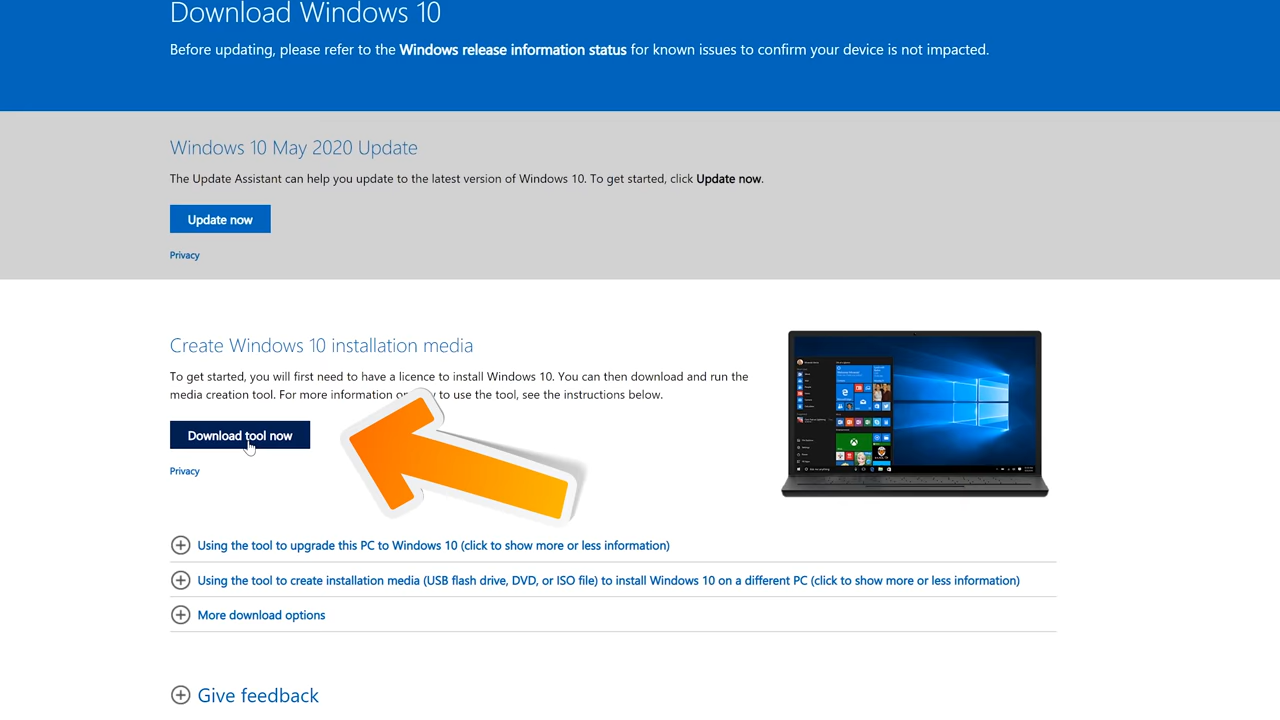 Download Windows 10
Before updating, please refer to the Windows release information status for known issues to confirm your device is not impacted.
Windows 10 May 2020 Update
The Update Assistant can help you update to the latest version of Windows 10. To get started, click Update now.
Update now
Privacy
Create Windows 10 installation media
To get started, you will first need to have a licence to install Windows 10. You can then download and run the
media creation tool. For more information to use the tool, see the instructions below.
Download tool now
Privacy
Using the tool to upgrade this PC to Windows 10 (click to show more or less information)
Using the tool to create installation media (USB flash drive, DVD, or ISO file) to install Windows 10 on a different PC (click to show more or less information)
More download options
Give feedback